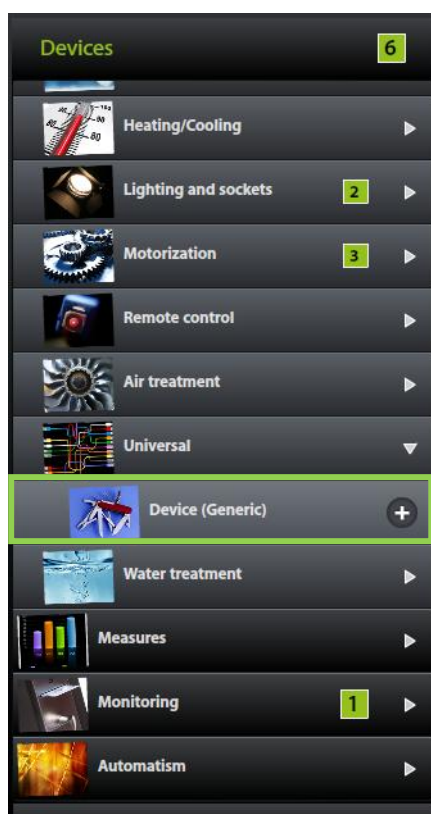 Devices 6
Heating/Cooling
Lighting and sockets 2
Motorization 3
Remote control
Air treatment
Universal
Device (Generic)
Water treatment
Measures
Monitoring 1
Automatism